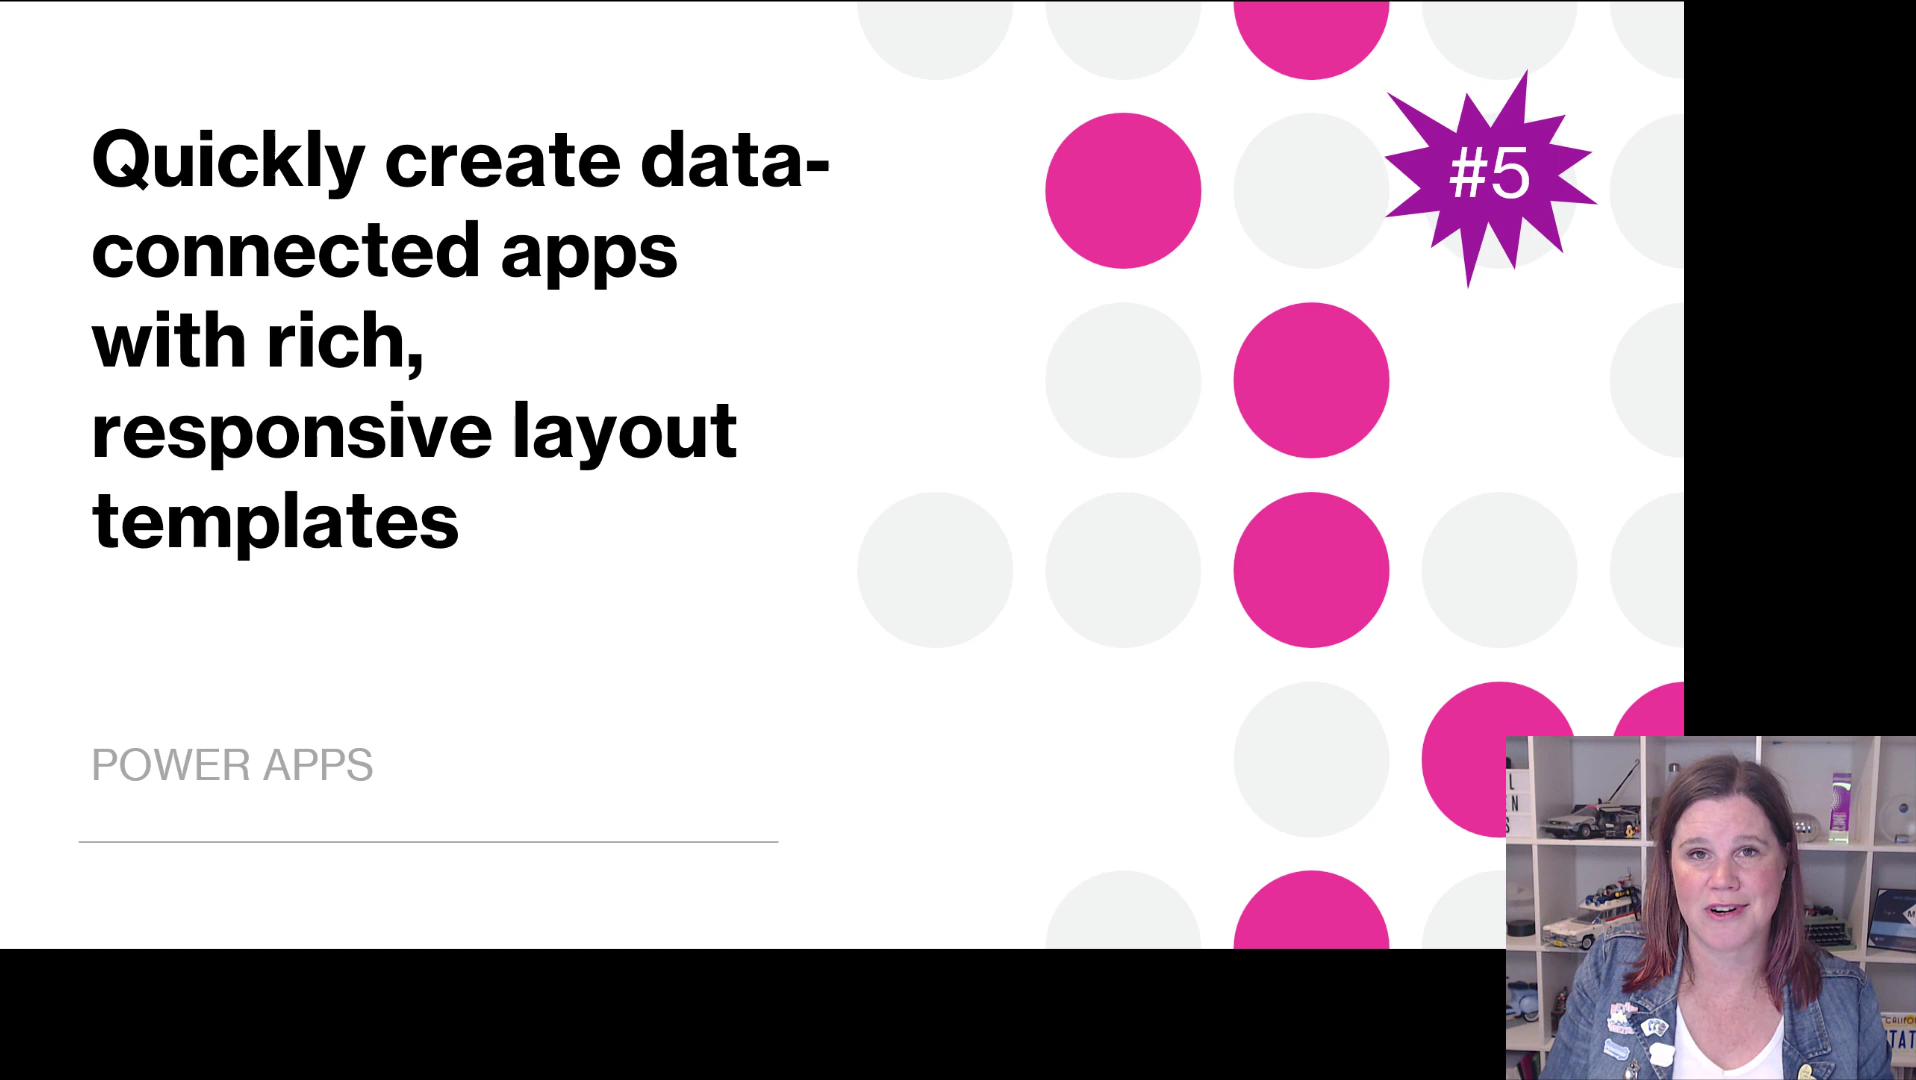 Quickly create data-
connected apps
with rich,
responsive layout
templates
#5
POWER APPS